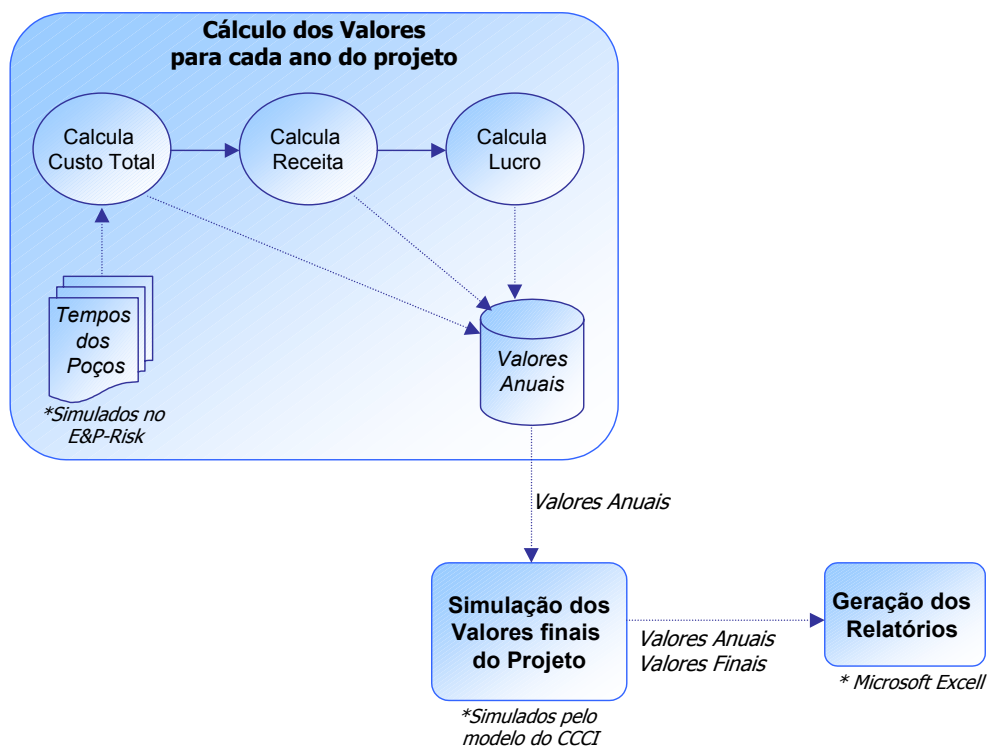 Cálculo dos Valores
para cada ano do projeto
Calcula
Custo Total
Calcula
Receita
Calcula
Lucro
Tempos
dos
Poços
*Simulados no
E&P-Risk
Valores
Anuais
Valores Anuais
Simulação dos
Valores finais
do Projeto
*Simulados pelo
modelo do CCCI
Valores Anuais
Valores Finais
Geração dos
Relatórios
* Microsoft Excell